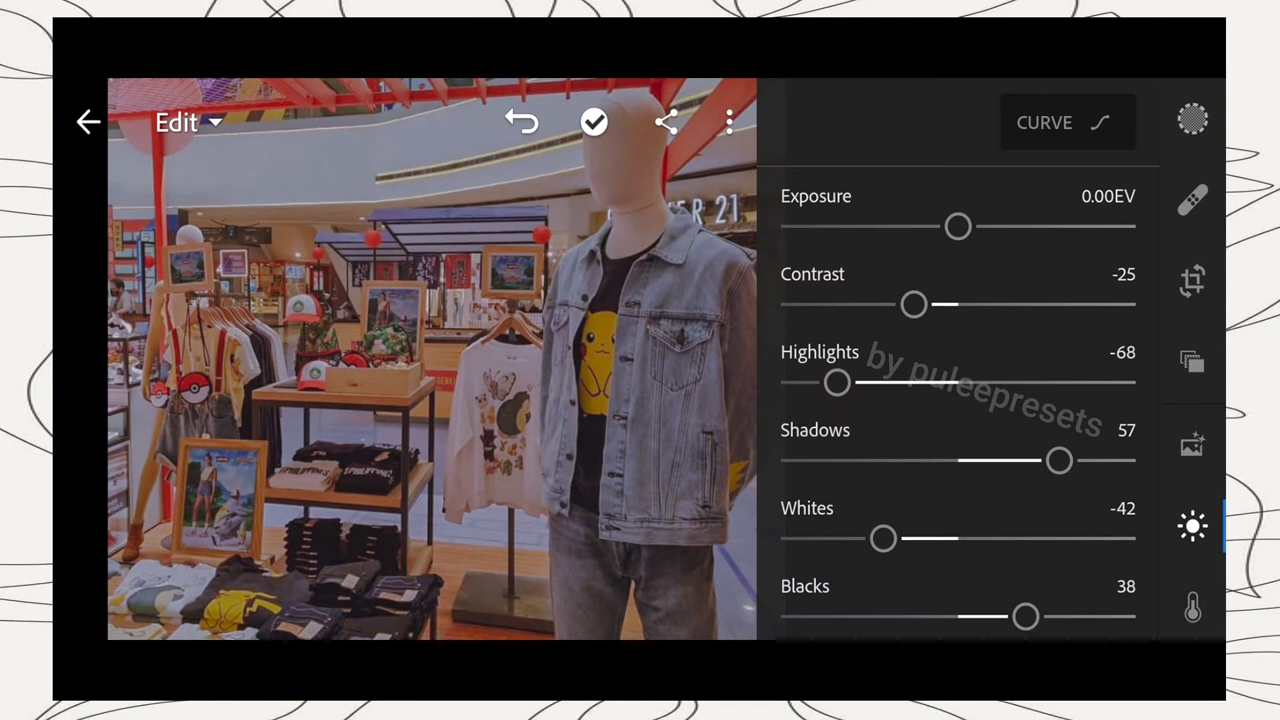 Edit
CURVE
Exposure 0.00EV
Contrast -25
Highlights -68
by puleepresets
Shadows 57
Whites -42
Blacks 38
ER 21
PHILIPPINES